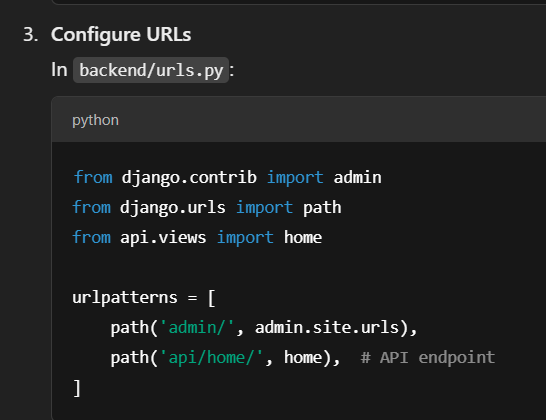 3. Configure URLs
In backend/urls.py:
python
from django.contrib import admin
from django.urls import path
from api.views import home

urlpatterns = [
    path('admin/', admin.site.urls),
    path('api/home/', home),  # API endpoint
]